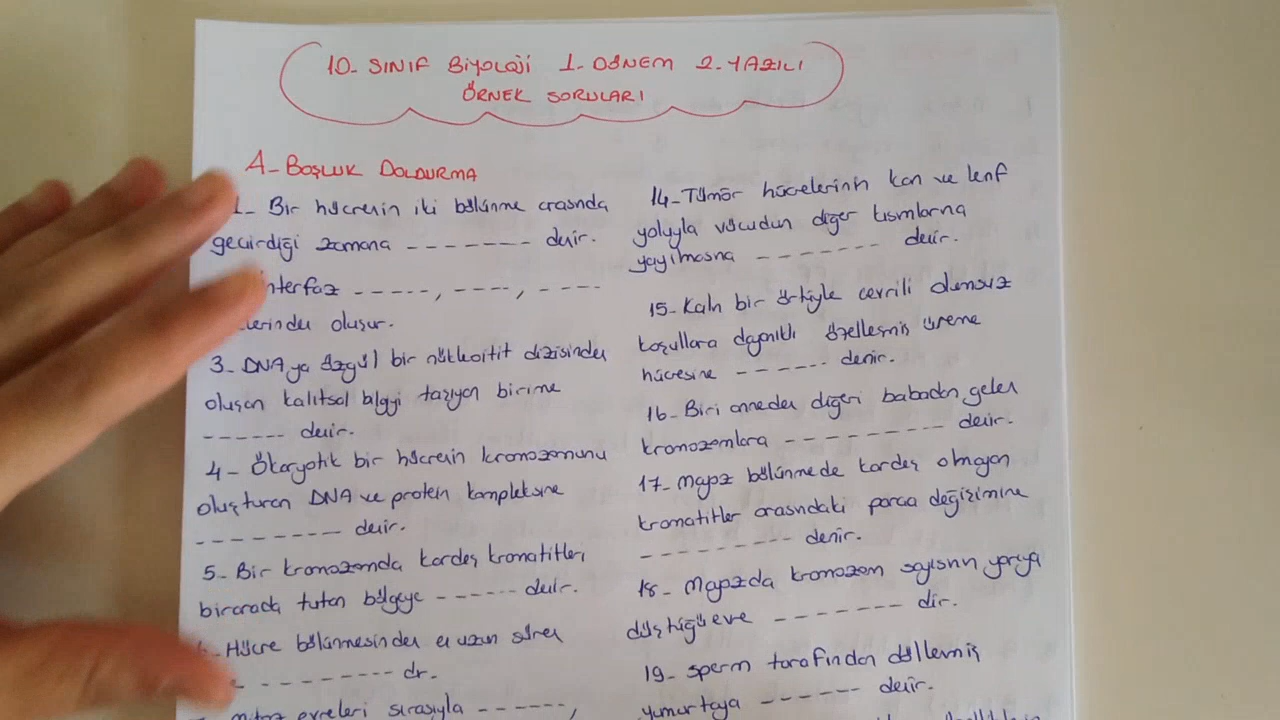 10- SINIF BİYOLOJİ 1- DÖNEM 2- YAZILI
ÖRNEK SORULARI
A- BOŞLUK DOLDURMA
1- Bir hücrenin iki bölünme arasında
geçirdiği zamana ------- denir.
interfaz -----, ----, ----
lerinden oluşur.
3- DNA ya özgül bir nükleotit dizisinden
oluşan kalıtsal bilgiyi taşıyan birime
------ denir.
4- Ökaryotik bir hücrenin kromozomunu
oluşturan DNA ve protein kompleksine
-------- denir.
5- Bir kromozomda kardeş kromatitleri
birarada tutan bölgeye ------ denir.
- Hücre bölünmesinden en uzun süren
--------- dır.
mitoz evreleri sırasıyla ------,
14- Tümör hücrelerinin kan ve lenf
yoluyla vücudun diğer kısımlarına
yayılmasına ------- denir.
15- Kalın bir örtüyle çevrili olumsuz
koşullara dayanıklı özelleşmiş üreme
hücresine ------ denir.
16- Biri anneden diğeri babadan gelen
kromozomlara --------- denir.
17- Mayoz bölünmede kardeş olmayan
kromatitler arasındaki parça değişimine
--------- denir.
18- Mayozda kromozom sayısının yarıya
düştüğü evre ------- dir.
19- sperm tarafından döllenmiş
yumurtaya ------ denir.